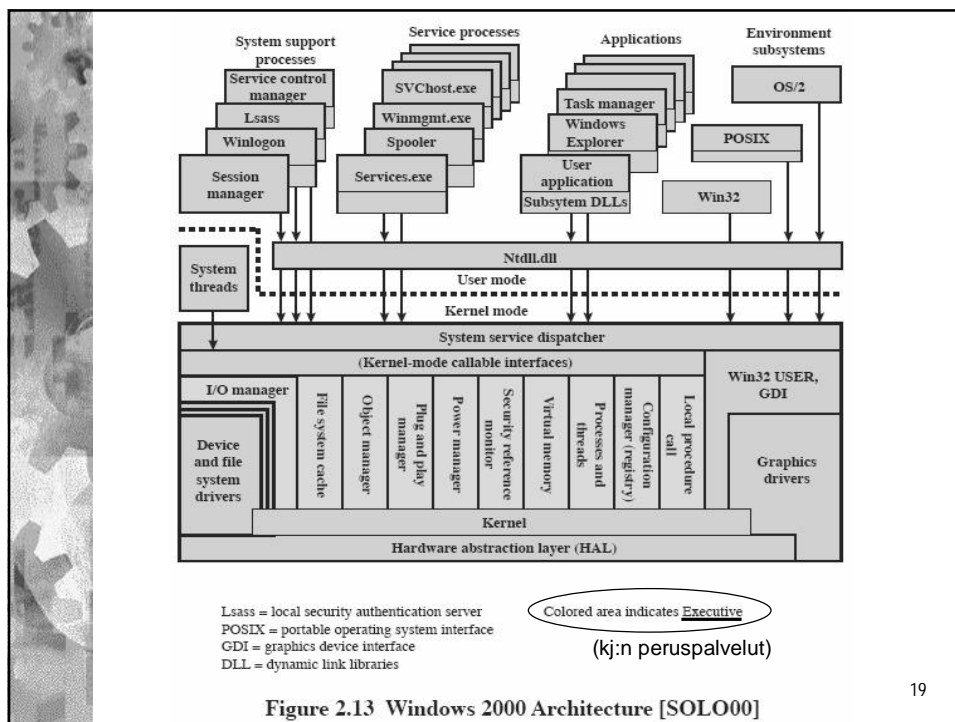 System support
processes
Service processes
Applications
Environment
subsystems
Service control
manager
Lsass
Winlogon
Session
manager
SVChost.exe
Winmgmt.exe
Spooler
Services.exe
Task manager
Windows
Explorer
User
application
Subsytem DLLs
OS/2
POSIX
Win32
System
threads
Ntdll.dll
User mode
Kernel mode
System service dispatcher
(Kernel-mode callable interfaces)
I/O manager
Device
and file
system
drivers
File system cache
Object manager
Plug and play
manager
Power manager
Security reference
monitor
Virtual memory
Processes and
threads
Configuration
manager (registry)
Local procedure
call
Win32 USER,
GDI
Graphics
drivers
Kernel
Hardware abstraction layer (HAL)
Lsass = local security authentication server
POSIX = portable operating system interface
GDI = graphics device interface
DLL = dynamic link libraries
Colored area indicates Executive
(kj:n peruspalvelut)
Figure 2.13 Windows 2000 Architecture [SOLO00]
19